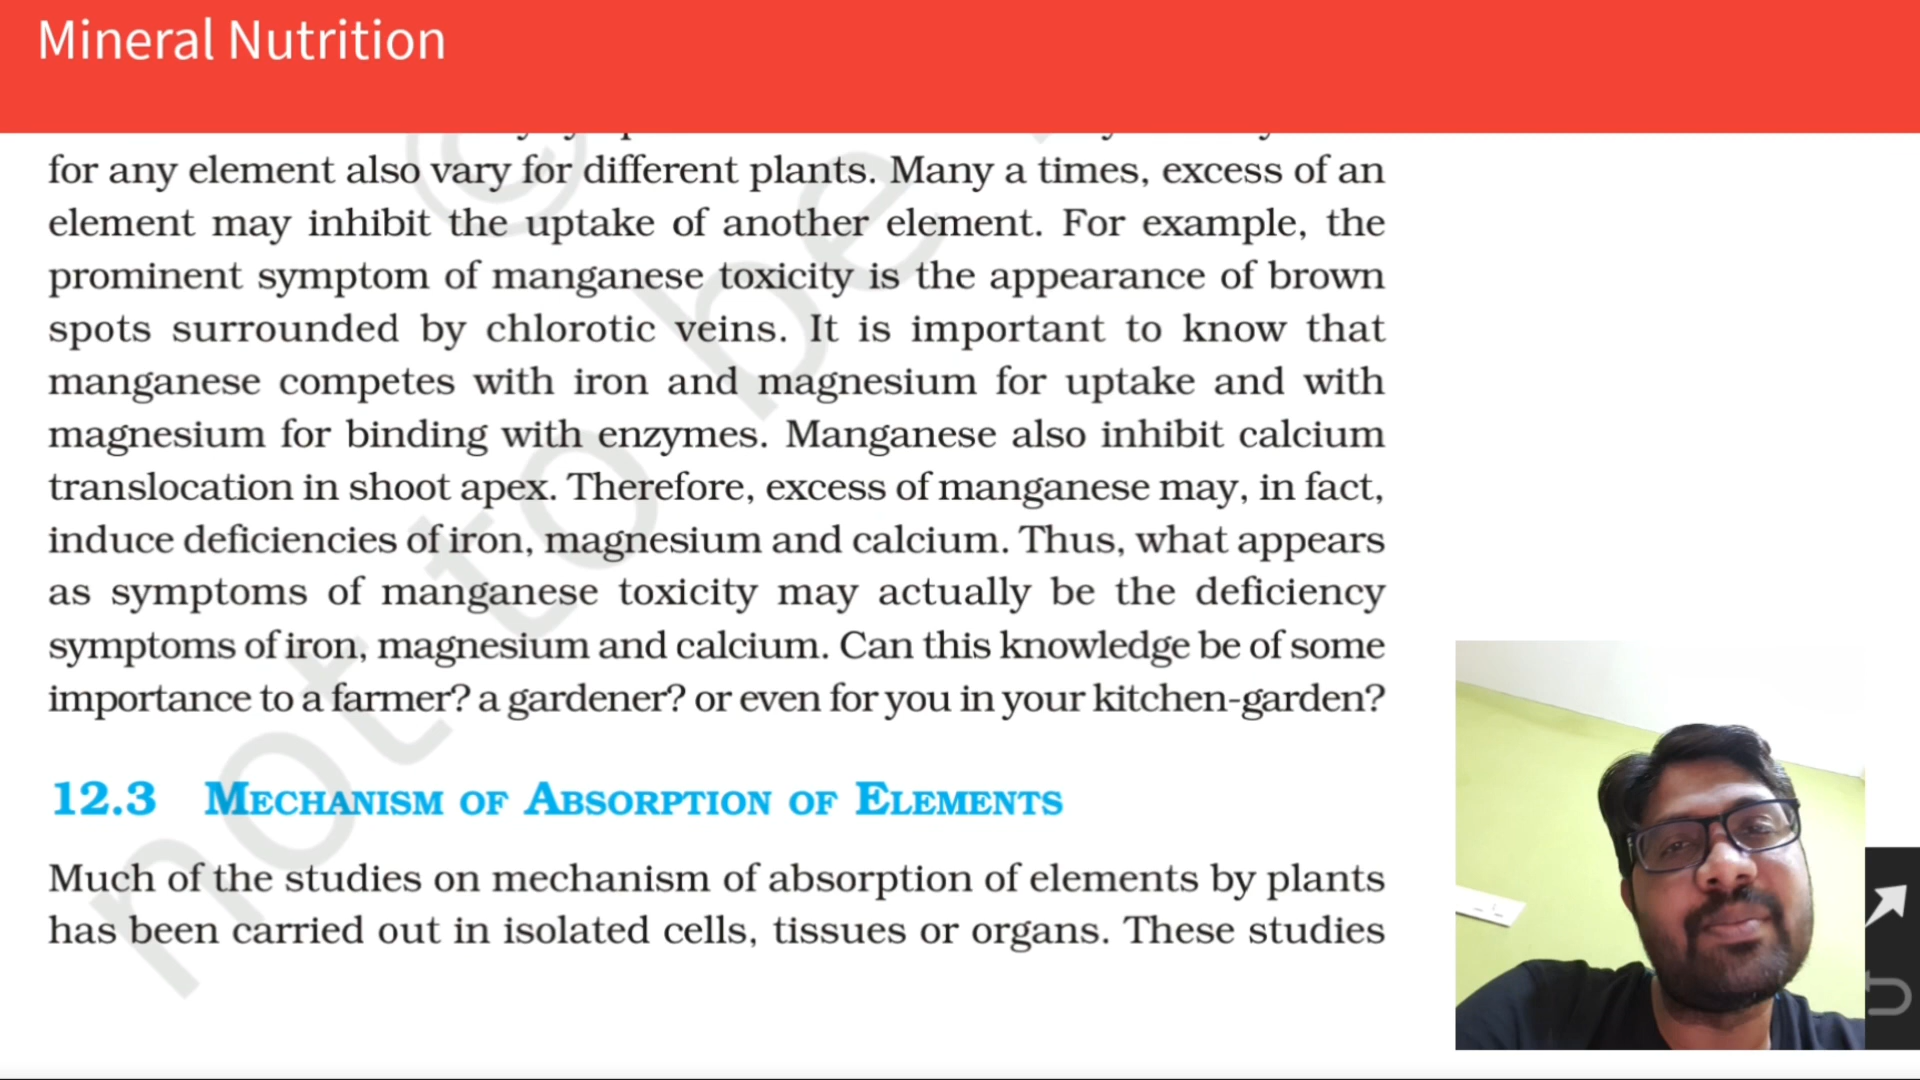 Mineral Nutrition
for any element also vary for different plants. Many a times, excess of an
element may inhibit the uptake of another element. For example, the
prominent symptom of manganese toxicity is the appearance of brown
spots surrounded by chlorotic veins. It is important to know that
manganese competes with iron and magnesium for uptake and with
magnesium for binding with enzymes. Manganese also inhibit calcium
translocation in shoot apex. Therefore, excess of manganese may, in fact,
induce deficiencies of iron, magnesium and calcium. Thus, what appears
as symptoms of manganese toxicity may actually be the deficiency
symptoms of iron, magnesium and calcium. Can this knowledge be of some
importance to a farmer? a gardener? or even for you in your kitchen-garden?
12.3 MECHANISM OF ABSORPTION OF ELEMENTS
Much of the studies on mechanism of absorption of elements by plants
has been carried out in isolated cells, tissues or organs. These studies
© not to be